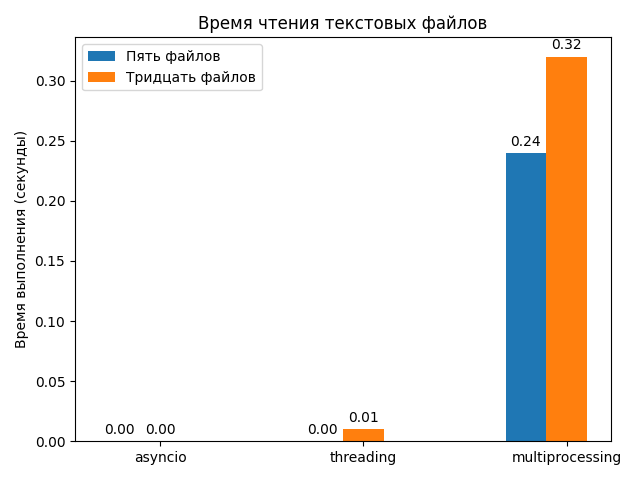 Время чтения текстовых файлов
Пять файлов
Тридцать файлов
Время выполнения (секунды)
0.30
0.25
0.20
0.15
0.10
0.05
0.00
0.00
0.00
0.00
0.01
0.24
0.32
asyncio
threading
multiprocessing